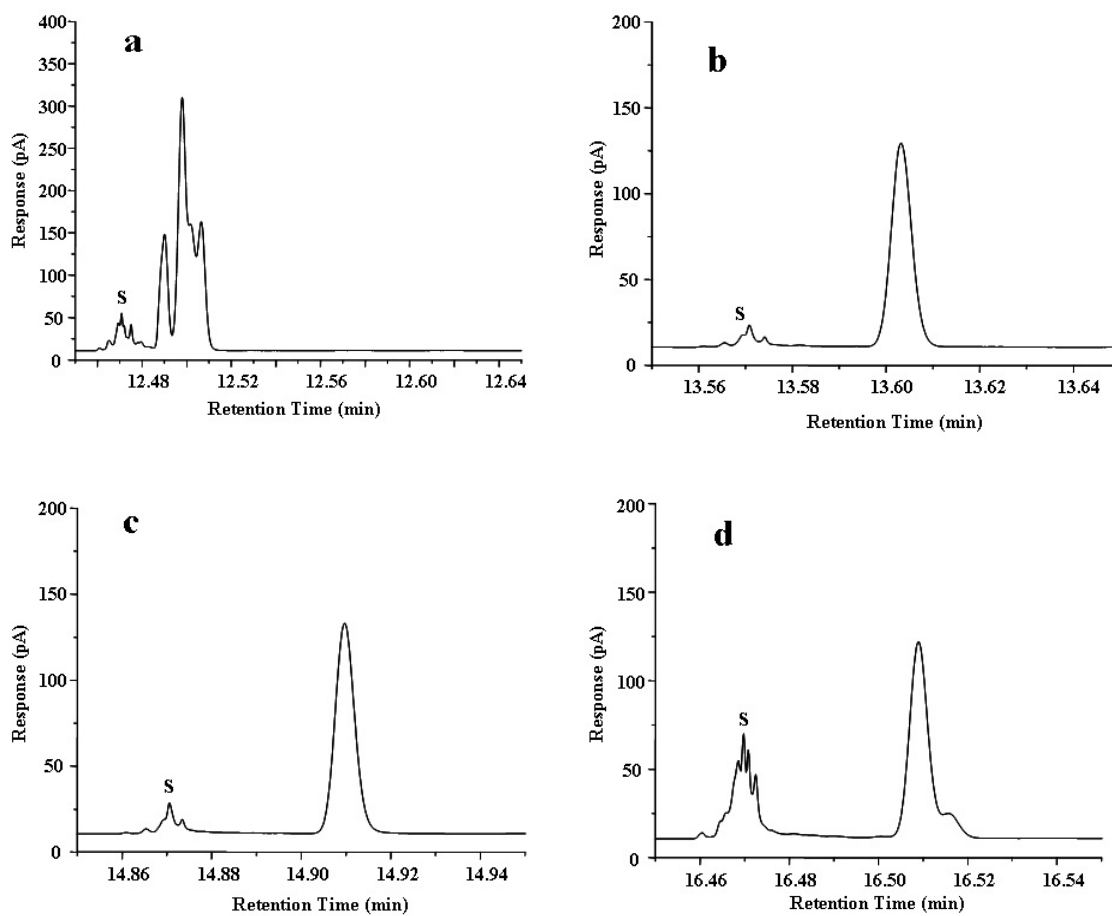 a
400
350
300
250
200
150
100
50
0
Response (pA)
s
12.48 12.52 12.56 12.60 12.64
Retention Time (min)
b
200
150
100
50
0
Response (pA)
s
13.56 13.58 13.60 13.62 13.64
Retention Time (min)
c
200
150
100
50
0
Response (pA)
s
14.86 14.88 14.90 14.92 14.94
Retention Time (min)
d
200
150
100
50
0
Response (pA)
s
16.46 16.48 16.50 16.52 16.54
Retention Time (min)